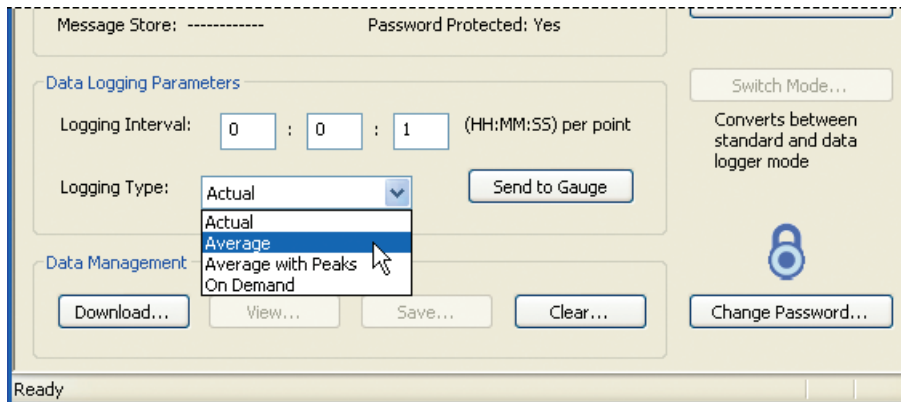 Message Store: ------------ Password Protected: Yes
Data Logging Parameters
Switch Mode...
Logging Interval: 0 : 0 : 1 (HH:MM:SS) per point
Converts between
standard and data
logger mode
Logging Type: Actual Send to Gauge
Actual
Average
Average with Peaks
On Demand
Data Management
Download... View... Save... Clear... Change Password...
Ready